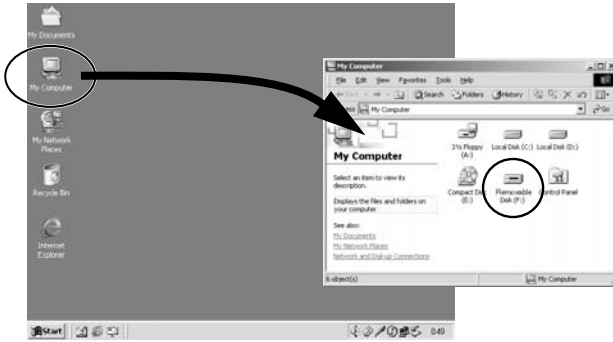 My Documents
My Computer
My Network
Places
Recycle Bin
Internet
Explorer
Start
0:49
My Computer
File Edit View Favorites Tools Help
Search Folders History
My Computer
Go
My Computer
Select an item to view its
description.
Displays the files and folders on
your computer
See also:
My Documents
My Network Places
Network and Dial-up Connections
3½ Floppy
(A:)
Local Disk (C:)
Local Disk (D:)
Compact Disc
(E:)
Removable
Disk (F:)
Control Panel
6 object(s)
My Computer